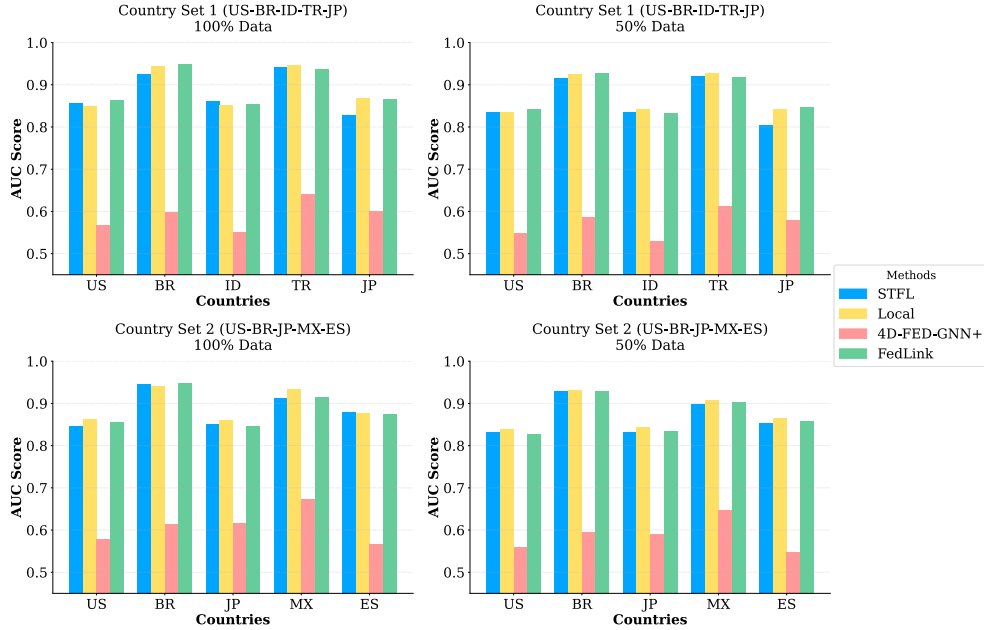 Country Set 1 (US-BR-ID-TR-JP)
100% Data
AUC Score
1.0
0.9
0.8
0.7
0.6
0.5
US BR ID TR JP
Countries
Country Set 1 (US-BR-ID-TR-JP)
50% Data
AUC Score
1.0
0.9
0.8
0.7
0.6
0.5
US BR ID TR JP
Countries
Methods
STFL
Local
4D-FED-GNN+
FedLink
Country Set 2 (US-BR-JP-MX-ES)
100% Data
AUC Score
1.0
0.9
0.8
0.7
0.6
0.5
US BR JP MX ES
Countries
Country Set 2 (US-BR-JP-MX-ES)
50% Data
AUC Score
1.0
0.9
0.8
0.7
0.6
0.5
US BR JP MX ES
Countries